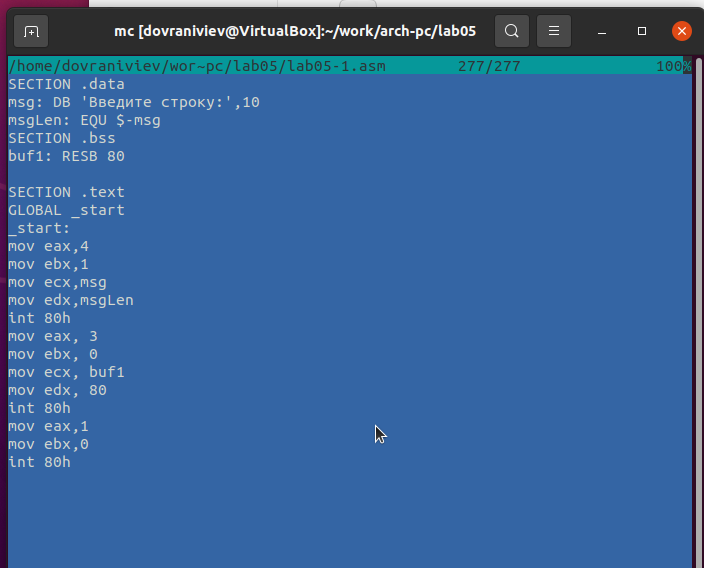 mc [dovraniviev@VirtualBox]:~/work/arch-pc/lab05
/home/dovraniviev/wor~pc/lab05/lab05-1.asm 277/277 100%
SECTION .data
msg: DB 'Введите строку:',10
msgLen: EQU $-msg
SECTION .bss
buf1: RESB 80

SECTION .text
GLOBAL _start
_start:
mov eax,4
mov ebx,1
mov ecx,msg
mov edx,msgLen
int 80h
mov eax, 3
mov ebx, 0
mov ecx, buf1
mov edx, 80
int 80h
mov eax,1
mov ebx,0
int 80h